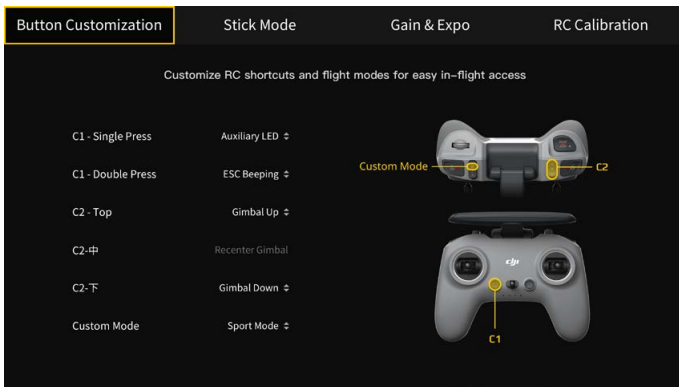 Button Customization
Stick Mode
Gain & Expo
RC Calibration
Customize RC shortcuts and flight modes for easy in-flight access
C1 - Single Press
Auxiliary LED
C1 - Double Press
ESC Beeping
C2 - Top
Gimbal Up
C2-中
Recenter Gimbal
C2-下
Gimbal Down
Custom Mode
Sport Mode
Custom Mode
C2
dji
C1